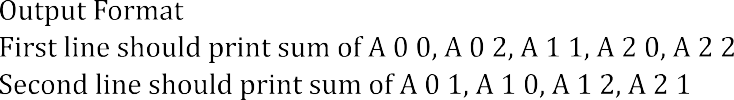 Output Format
First line should print sum of A 0 0, A 0 2, A 1 1, A 2 0, A 2 2
Second line should print sum of A 0 1, A 1 0, A 1 2, A 2 1